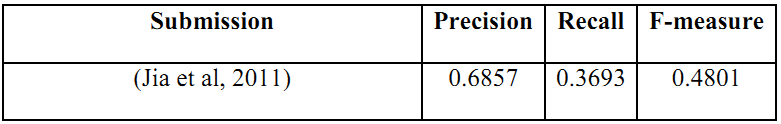 Submission Precision Recall F-measure
(Jia et al, 2011) 0.6857 0.3693 0.4801